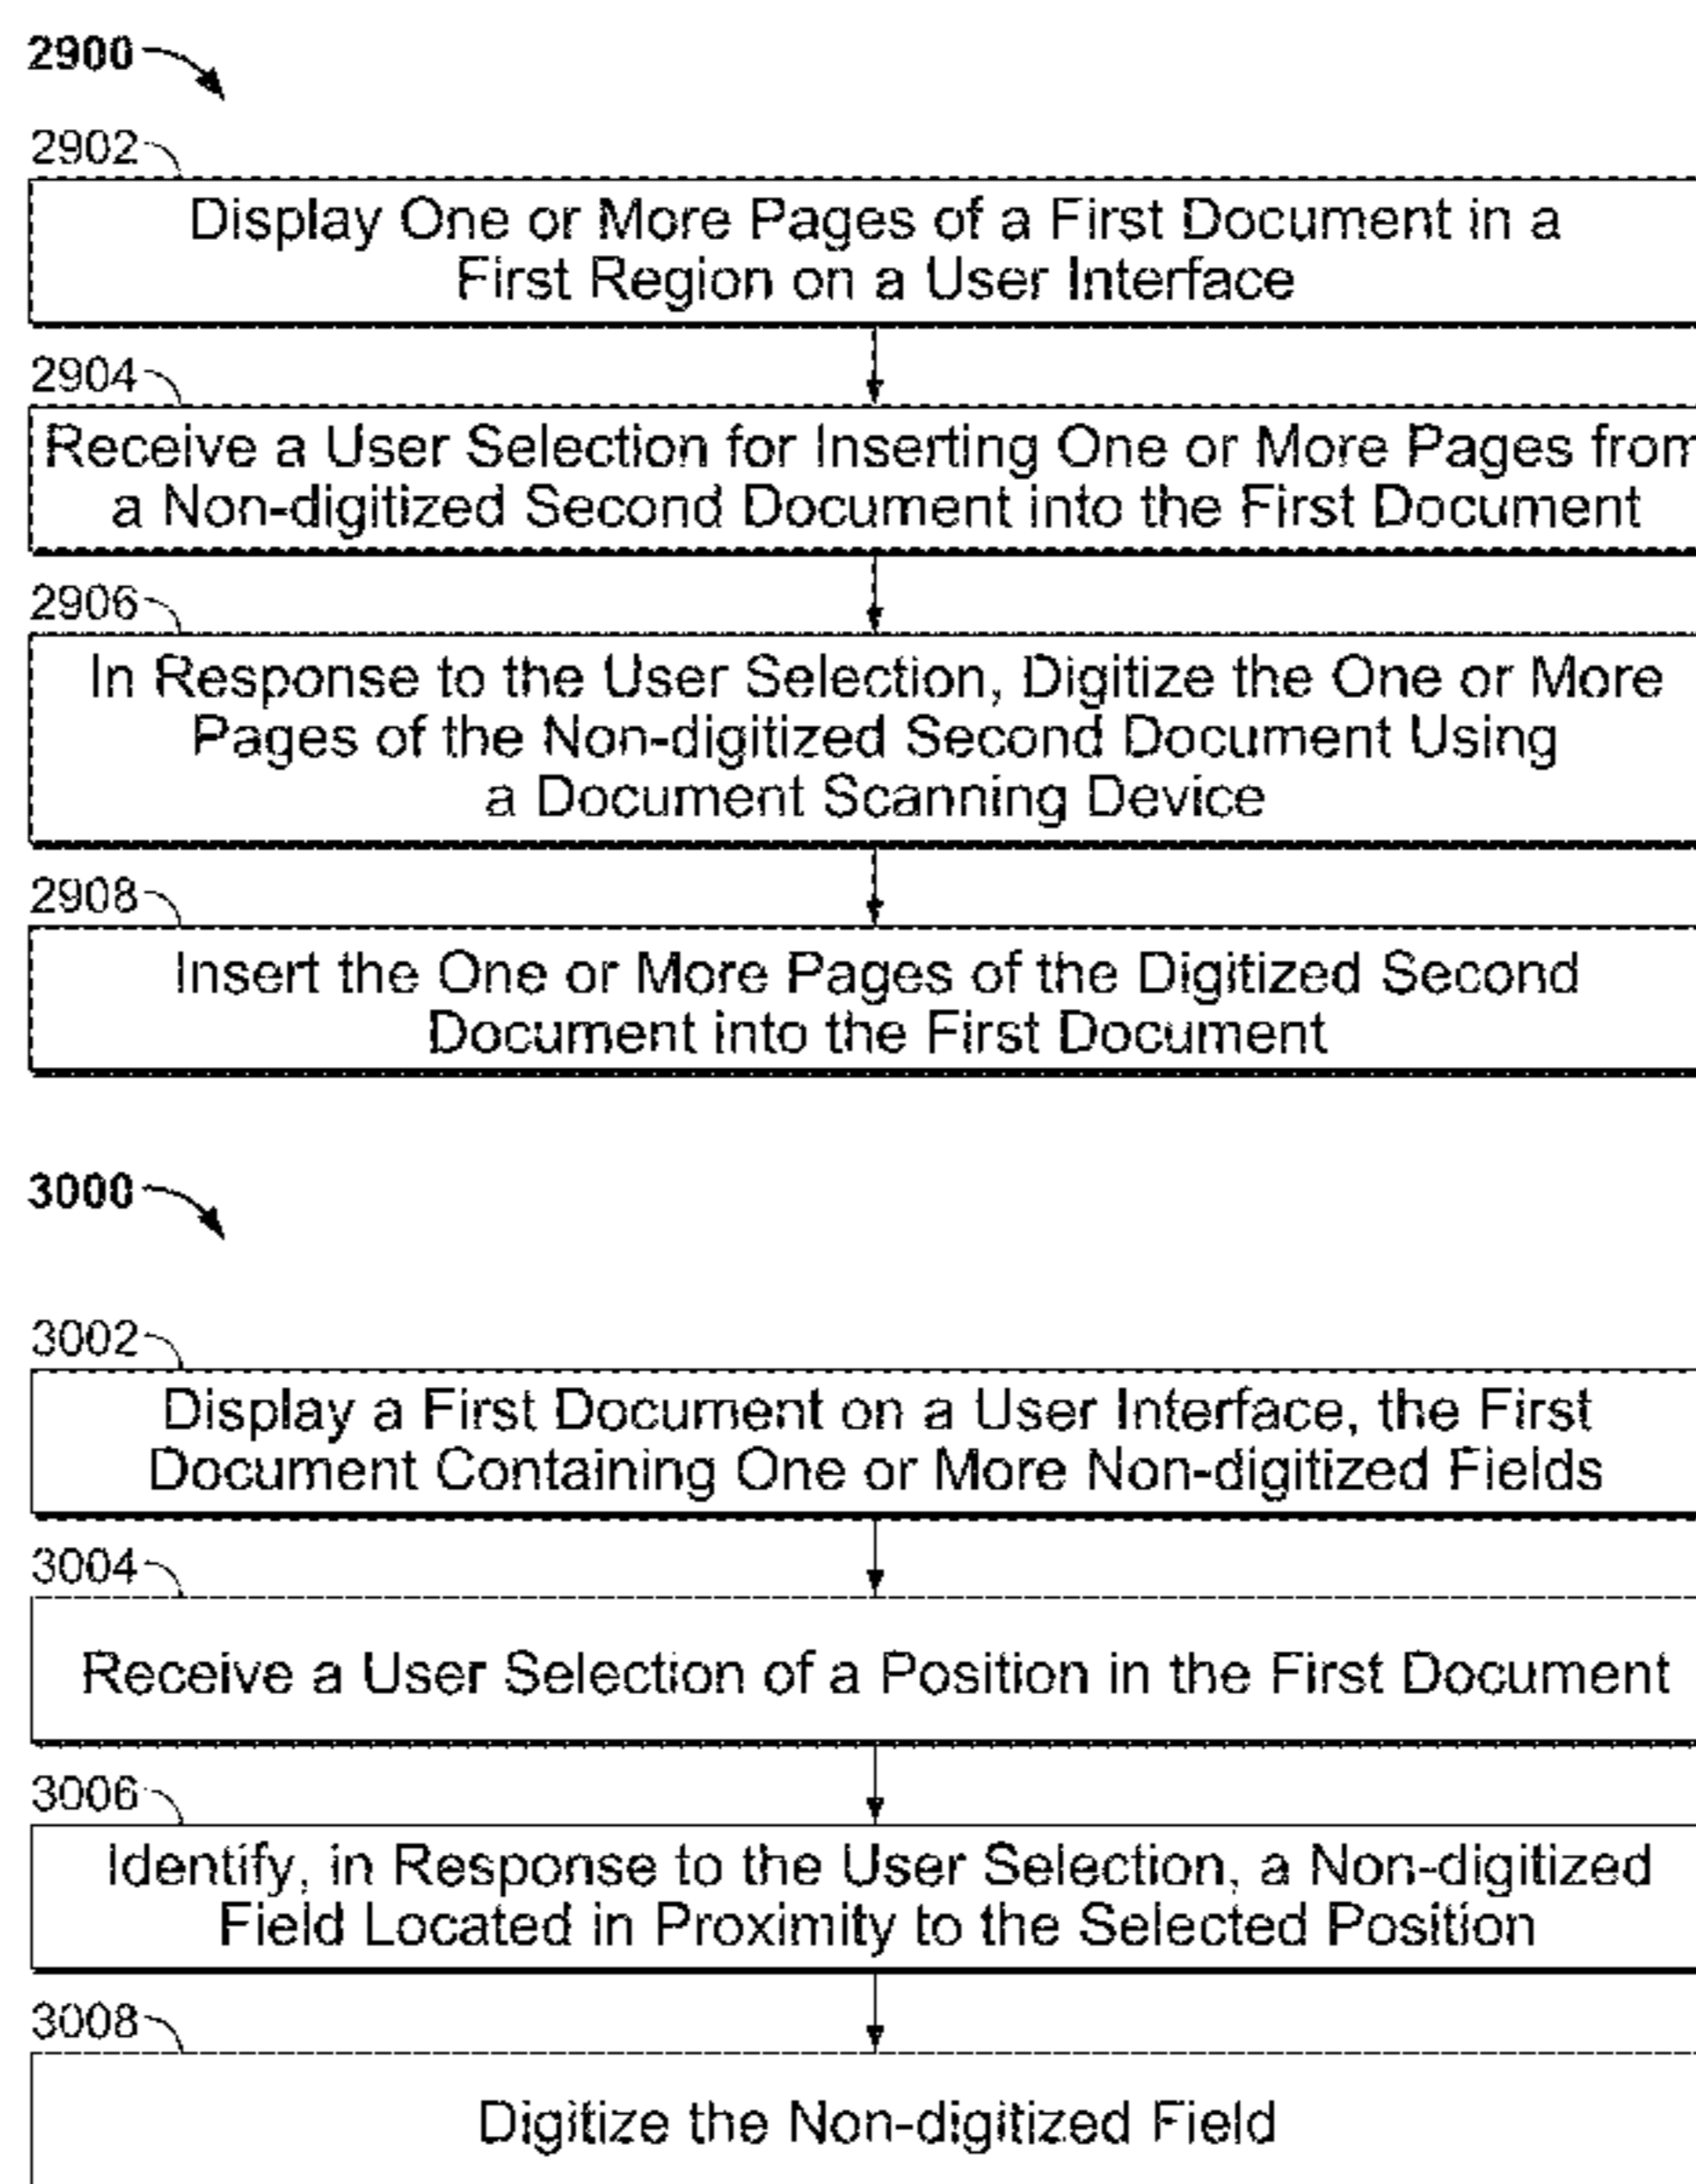 2900
2902
Display One or More Pages of a First Document in a
First Region on a User Interface
2904
Receive a User Selection for Inserting One or More Pages from
a Non-digitized Second Document into the First Document
2906
In Response to the User Selection, Digitize the One or More
Pages of the Non-digitized Second Document Using
a Document Scanning Device
2908
Insert the One or More Pages of the Digitized Second
Document into the First Document
3000
3002
Display a First Document on a User Interface, the First
Document Containing One or More Non-digitized Fields
3004
Receive a User Selection of a Position in the First Document
3006
Identify, in Response to the User Selection, a Non-digitized
Field Located in Proximity to the Selected Position
3008
Digitize the Non-digitized Field